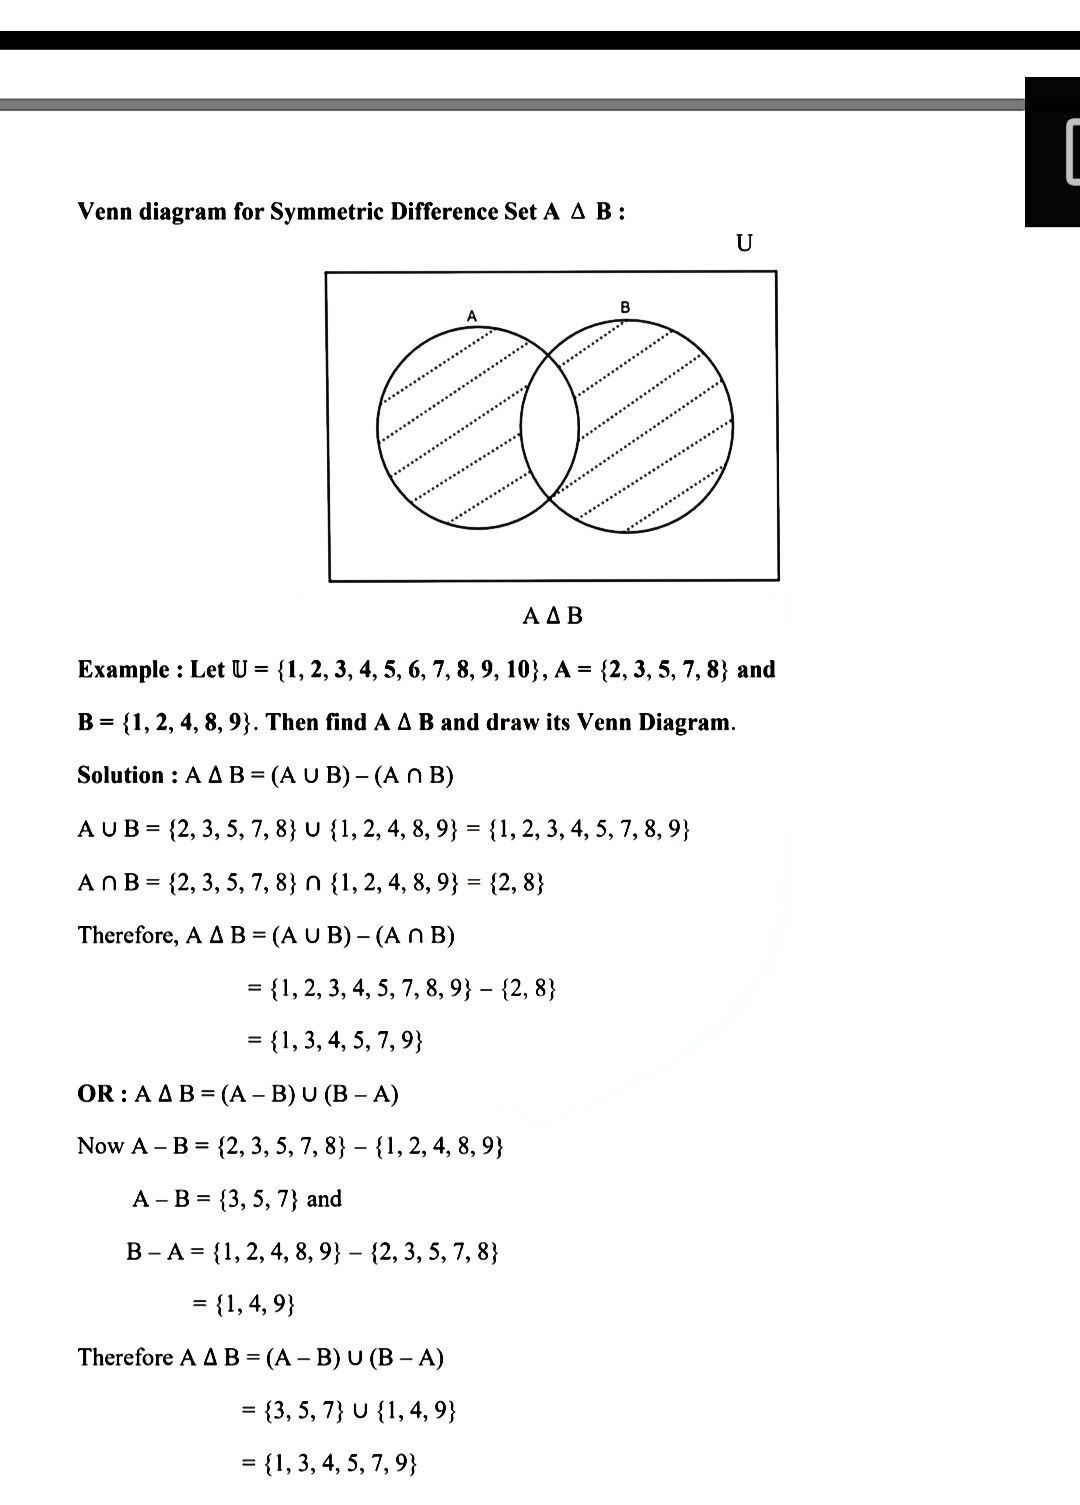 Venn diagram for Symmetric Difference Set A Δ B :
U
A
B
A Δ B
Example : Let 𝕌 = {1, 2, 3, 4, 5, 6, 7, 8, 9, 10}, A = {2, 3, 5, 7, 8} and
B = {1, 2, 4, 8, 9}. Then find A Δ B and draw its Venn Diagram.
Solution : A Δ B = (A ∪ B) – (A ∩ B)
A ∪ B = {2, 3, 5, 7, 8} ∪ {1, 2, 4, 8, 9} = {1, 2, 3, 4, 5, 7, 8, 9}
A ∩ B = {2, 3, 5, 7, 8} ∩ {1, 2, 4, 8, 9} = {2, 8}
Therefore, A Δ B = (A ∪ B) – (A ∩ B)
= {1, 2, 3, 4, 5, 7, 8, 9} – {2, 8}
= {1, 3, 4, 5, 7, 9}
OR : A Δ B = (A – B) ∪ (B – A)
Now A – B = {2, 3, 5, 7, 8} – {1, 2, 4, 8, 9}
A – B = {3, 5, 7} and
B – A = {1, 2, 4, 8, 9} – {2, 3, 5, 7, 8}
= {1, 4, 9}
Therefore A Δ B = (A – B) ∪ (B – A)
= {3, 5, 7} ∪ {1, 4, 9}
= {1, 3, 4, 5, 7, 9}